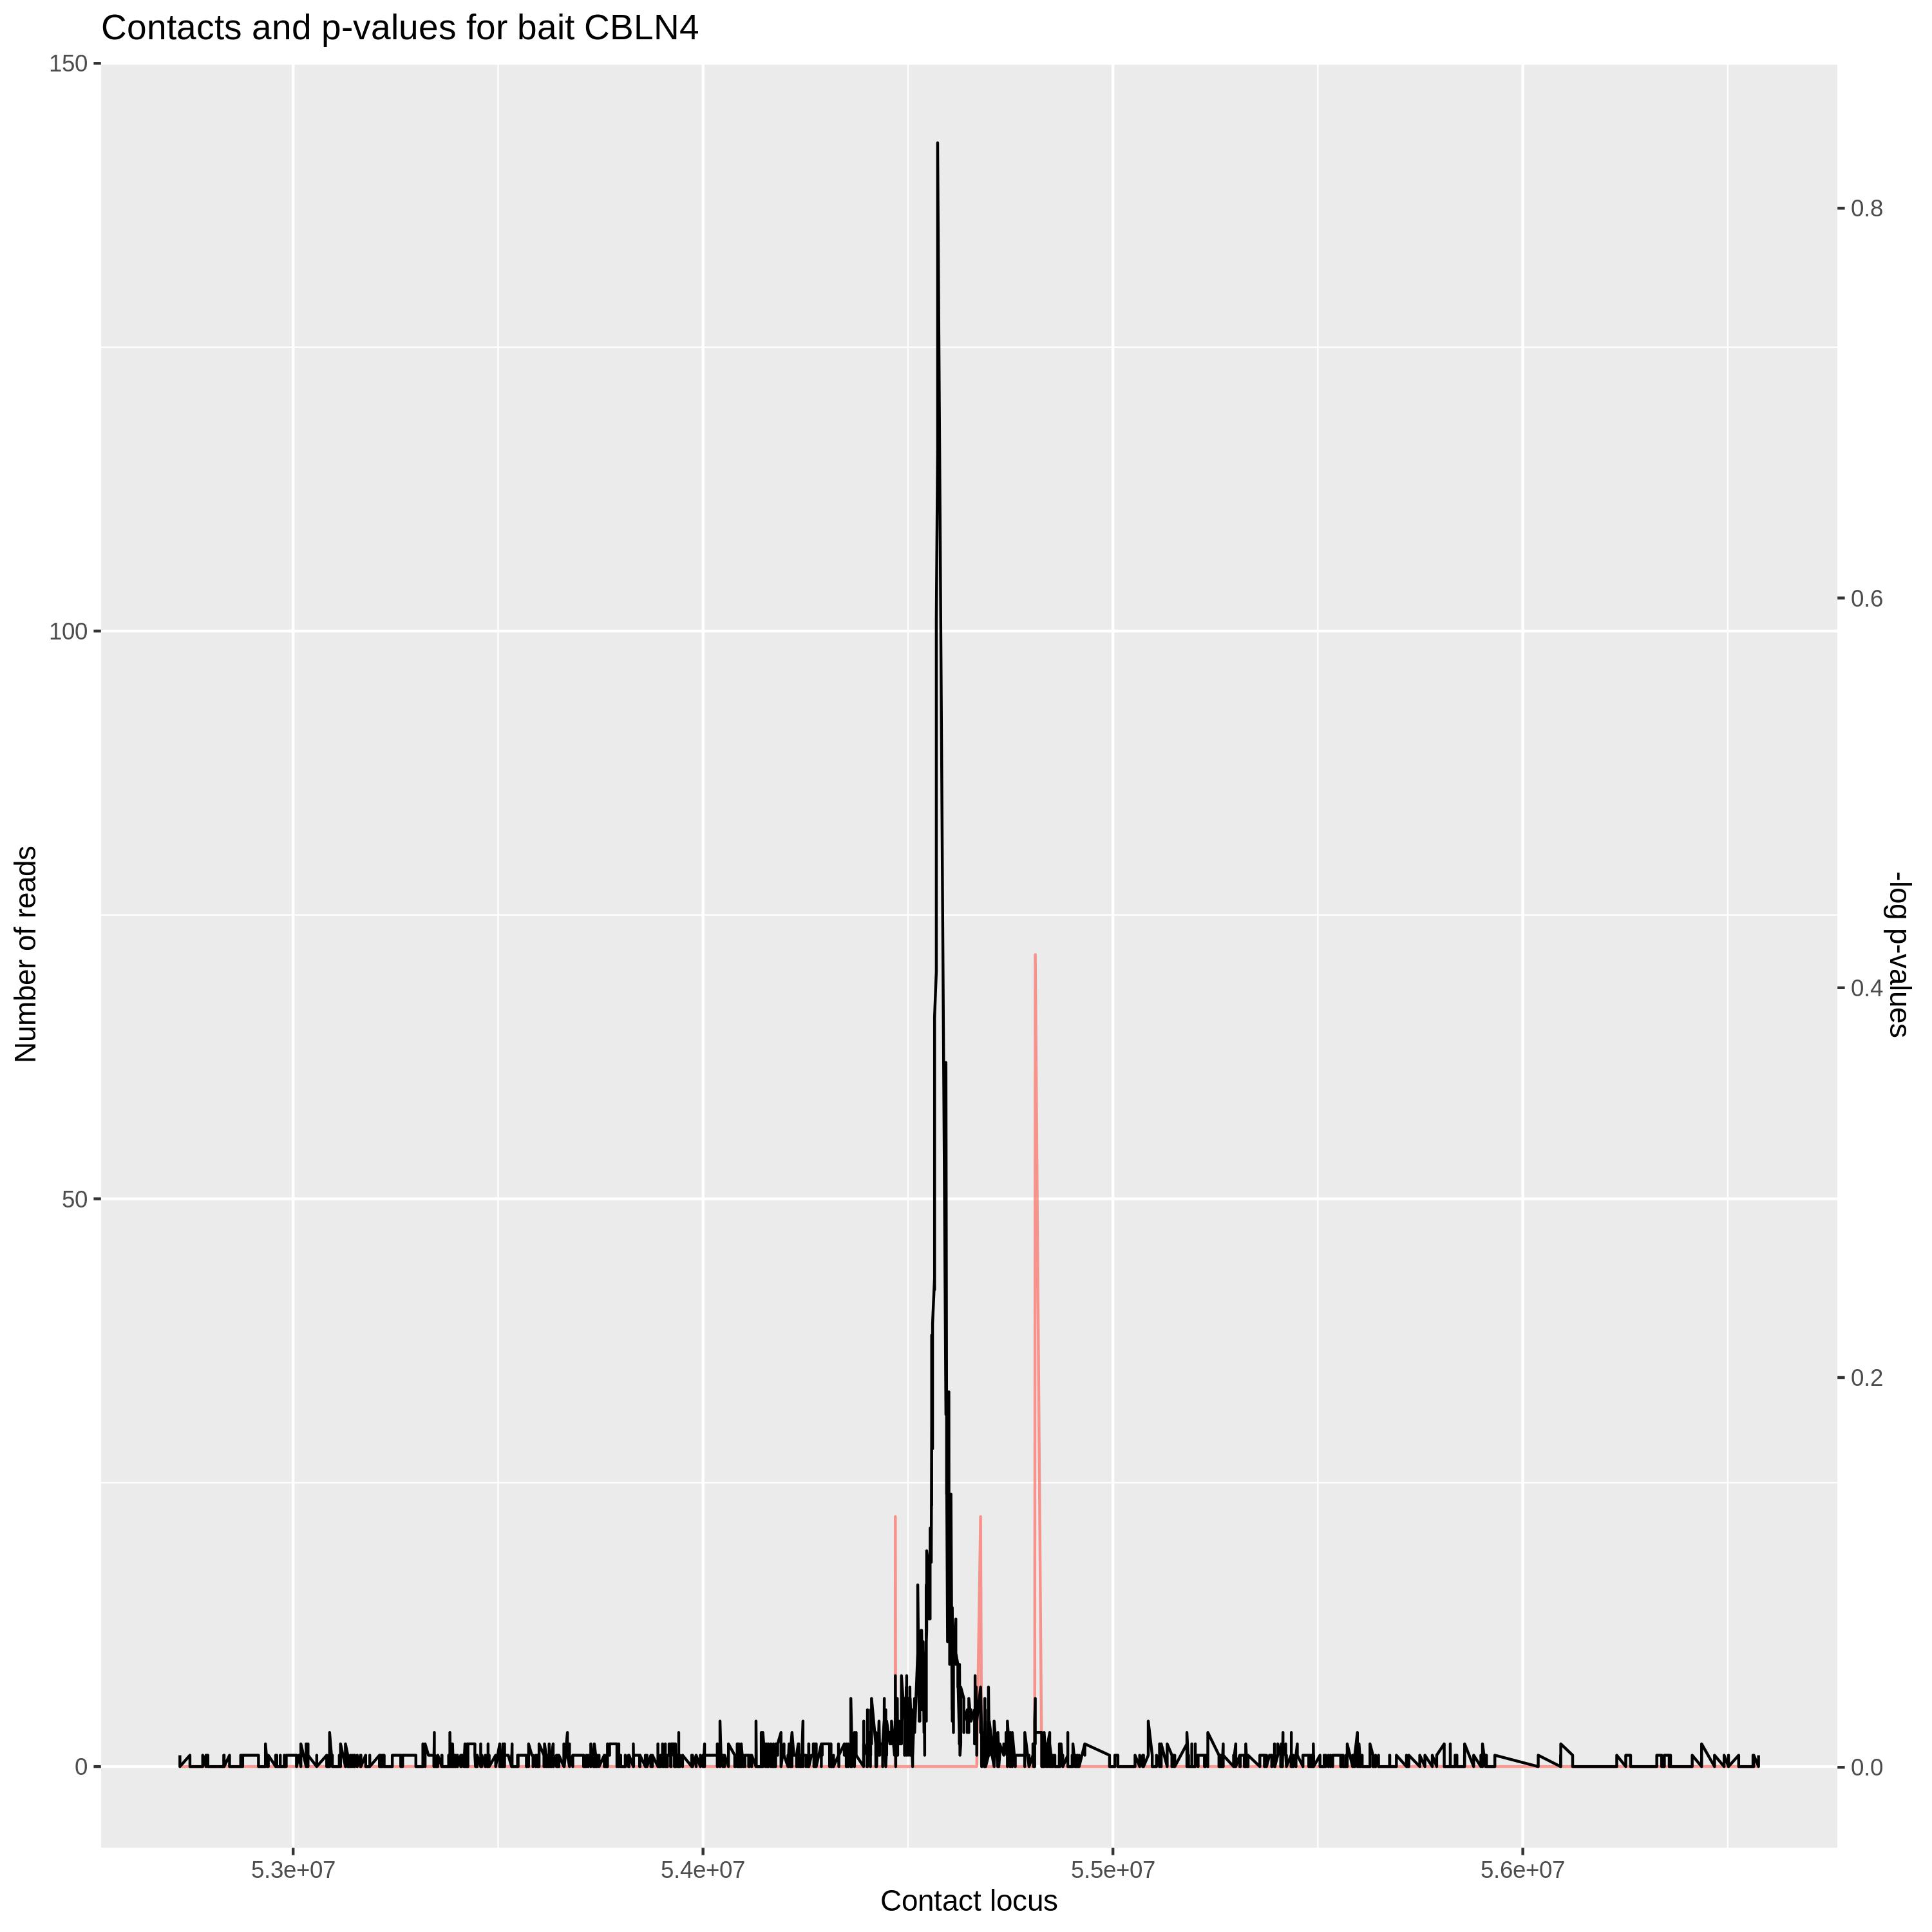 Contacts and p-values for bait CBLN4
150
100
50
0
Number of reads
0.8
0.6
0.4
0.2
0.0
-log p-values
5.3e+07
5.4e+07
5.5e+07
5.6e+07
Contact locus